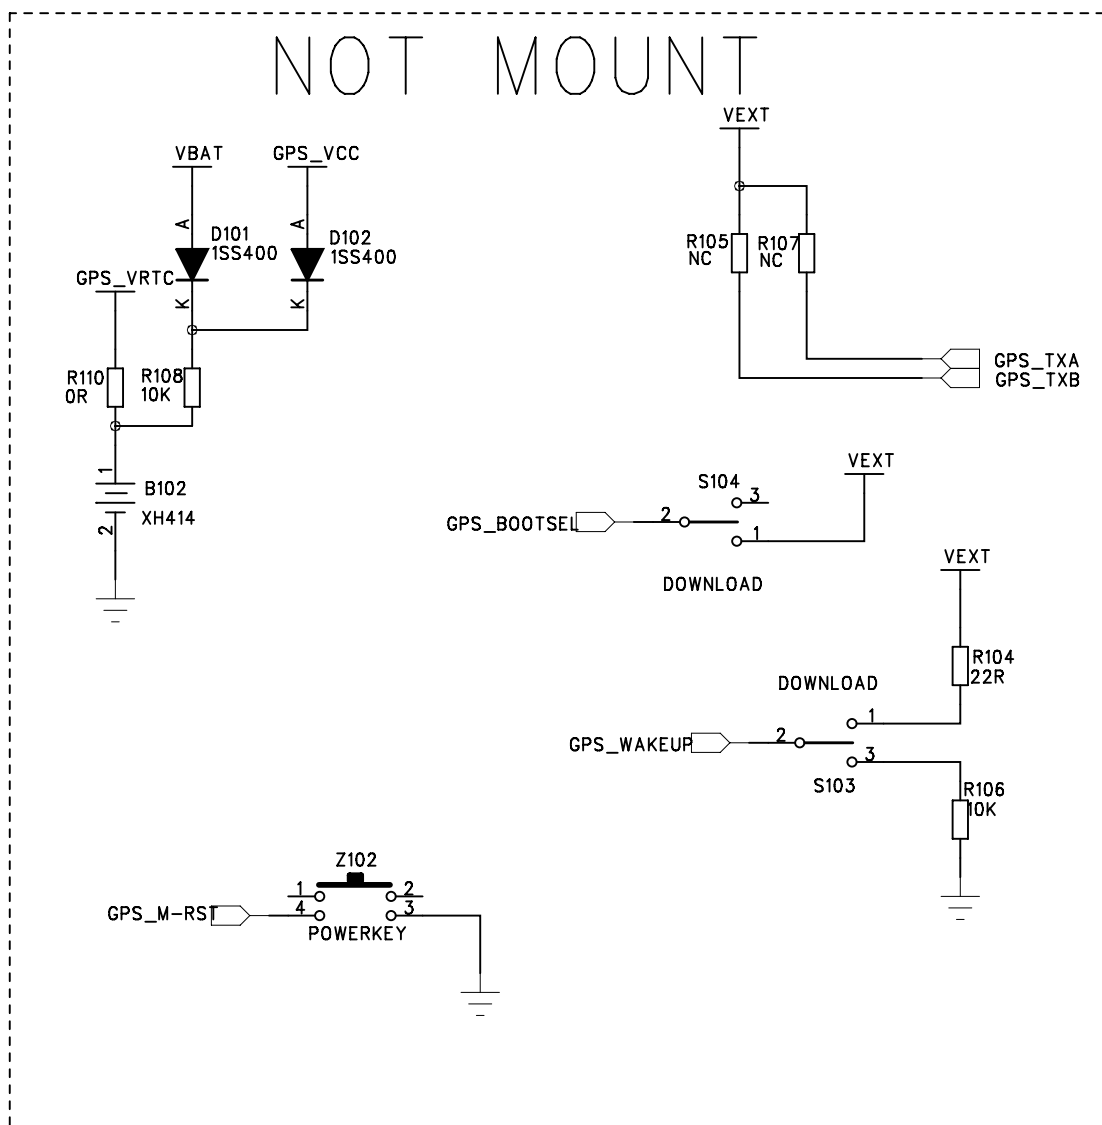 NOT MOUNT
VEXT
VBAT
GPS_VCC
A
A
D101
1SS400
D102
1SS400
R105
NC
R107
NC
GPS_VRTC
K
K
GPS_TXA
GPS_TXB
R110
0R
R108
10K
VEXT
1
B102
XH414
2
S104
3
GPS_BOOTSEL
2
1
DOWNLOAD
VEXT
R104
22R
DOWNLOAD
1
GPS_WAKEUP
2
3
S103
R106
10K
Z102
1
2
GPS_M-RST
4
3
POWERKEY